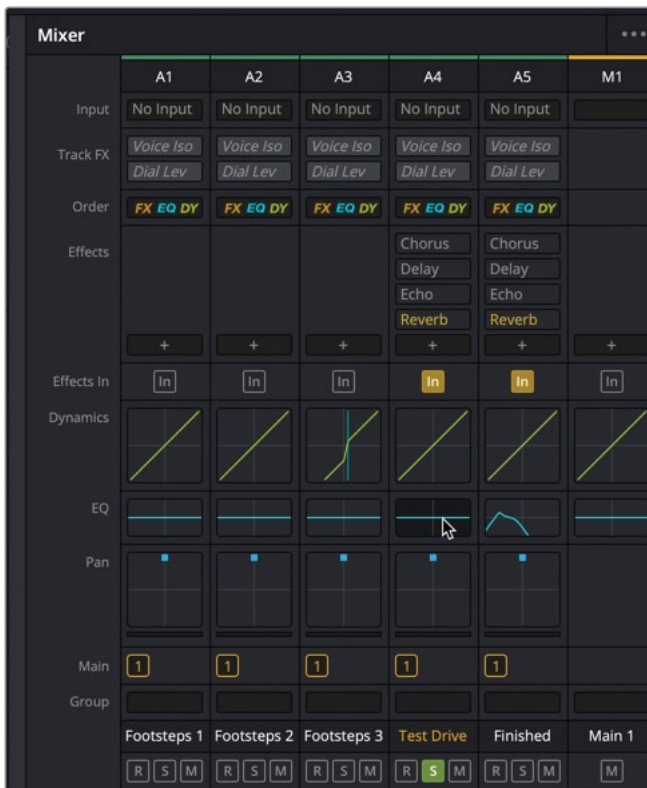 Mixer
A1 A2 A3 A4 A5 M1
Input No Input No Input No Input No Input No Input
Track FX Voice Iso Voice Iso Voice Iso Voice Iso Voice Iso
Dial Lev Dial Lev Dial Lev Dial Lev Dial Lev
Order FX EQ DY FX EQ DY FX EQ DY FX EQ DY FX EQ DY
Effects Chorus Chorus
Delay Delay
Echo Echo
Reverb Reverb
+ + + + + +
Effects In In In In In In In
Dynamics
EQ
Pan
Main 1 1 1 1 1
Group
Footsteps 1 Footsteps 2 Footsteps 3 Test Drive Finished Main 1
R S M R S M R S M R S M R S M M